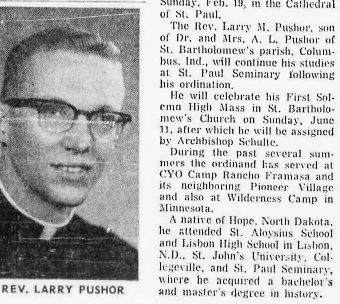 Sunday, Feb. 19, in the Cathedral
of St. Paul.
The Rev. Larry M. Pushor, son
of Dr. and Mrs. A. L. Pushor of
St. Bartholomew's parish, Colum-
bus, Ind., will continue his studies
at St. Paul Seminary following
his ordination.
He will celebrate his First Sol-
emn High Mass in St. Bartholo-
mew's Church on Sunday, June
11, after which he will be assigned
by Archbishop Schulte.
During the past several sum-
mers the ordinand has served at
CYO Camp Rancho Framasa and
its neighboring Pioneer Village
and also at Wilderness Camp in
Minnesota.
A native of Hope, North Dakota,
he attended St. Aloysius School
and Lisbon High School in Lisbon,
N.D., St. John's University, Col-
legeville, and St. Paul Seminary,
where he acquired a bachelor's
and master's degree in history.
REV. LARRY PUSHOR